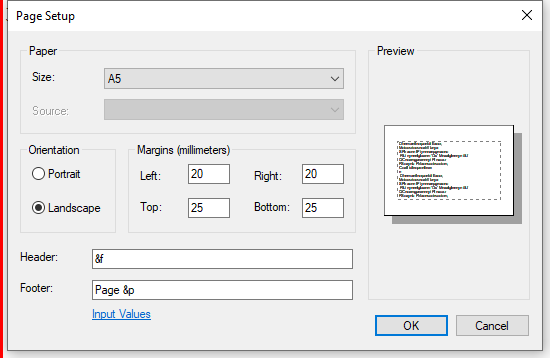 Page Setup
Paper
Size:
A5
Source:
Orientation
Portrait
Landscape
Margins (millimeters)
Left: 20 Right: 20
Top: 25 Bottom: 25
Header: &f
Footer: Page &p
Input Values
Preview
OK Cancel